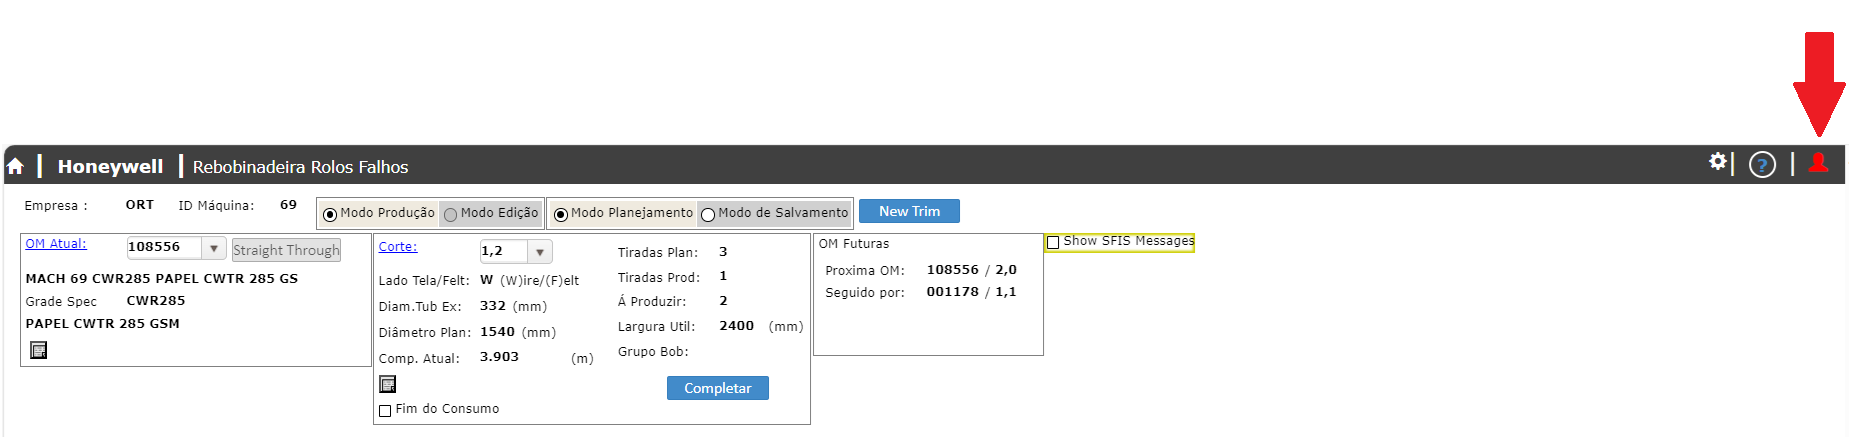 Honeywell Rebobinadeira Rolos Falhos ?
Empresa : ORT ID Máquina: 69 Modo Produção Modo Edição Modo Planejamento Modo de Salvamento New Trim
OM Atual: 108556 Straight Through
MACH 69 CWR285 PAPEL CWTR 285 GS
Grade Spec CWR285
PAPEL CWTR 285 GSM
Corte: 1,2
Lado Tela/Felt: W (W)ire/(F)elt
Diam.Tub Ex: 332 (mm)
Diâmetro Plan: 1540 (mm)
Comp. Atual: 3.903 (m)
Fim do Consumo
Tiradas Plan: 3
Tiradas Prod: 1
Á Produzir: 2
Largura Util: 2400 (mm)
Grupo Bob:
Completar
OM Futuras
Proxima OM: 108556 / 2,0
Seguido por: 001178 / 1,1
Show SFIS Messages